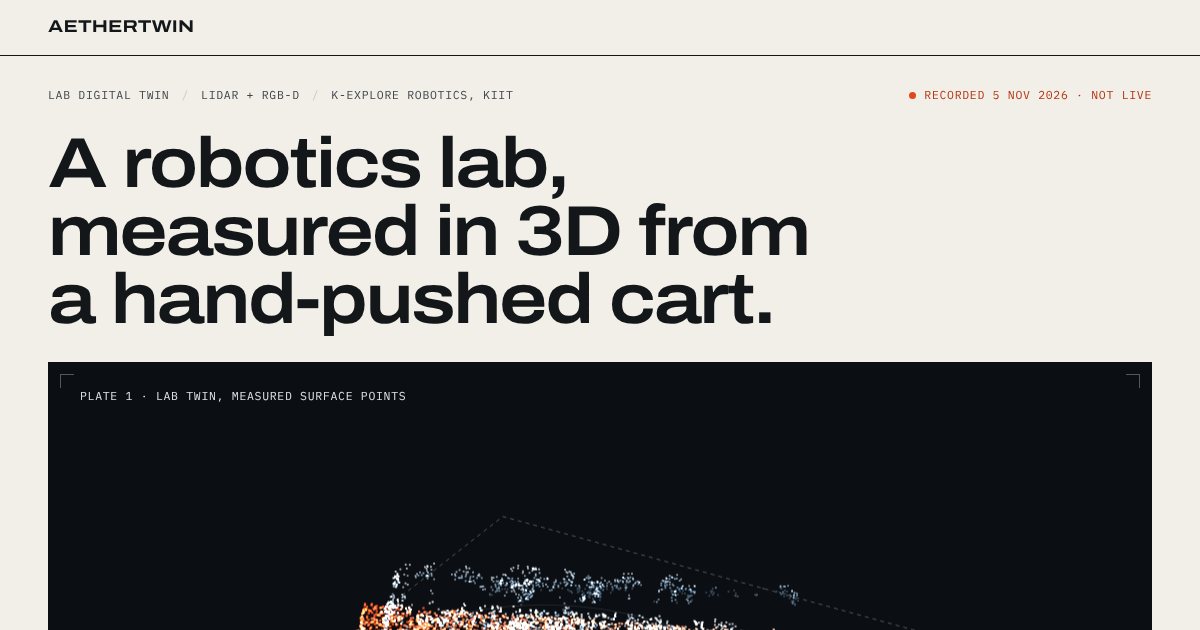 AETHERTWIN
LAB DIGITAL TWIN / LIDAR + RGB-D / K-EXPLORE ROBOTICS, KIIT
RECORDED 5 NOV 2026 · NOT LIVE
A robotics lab,
measured in 3D from
a hand-pushed cart.
PLATE 1 · LAB TWIN, MEASURED SURFACE POINTS